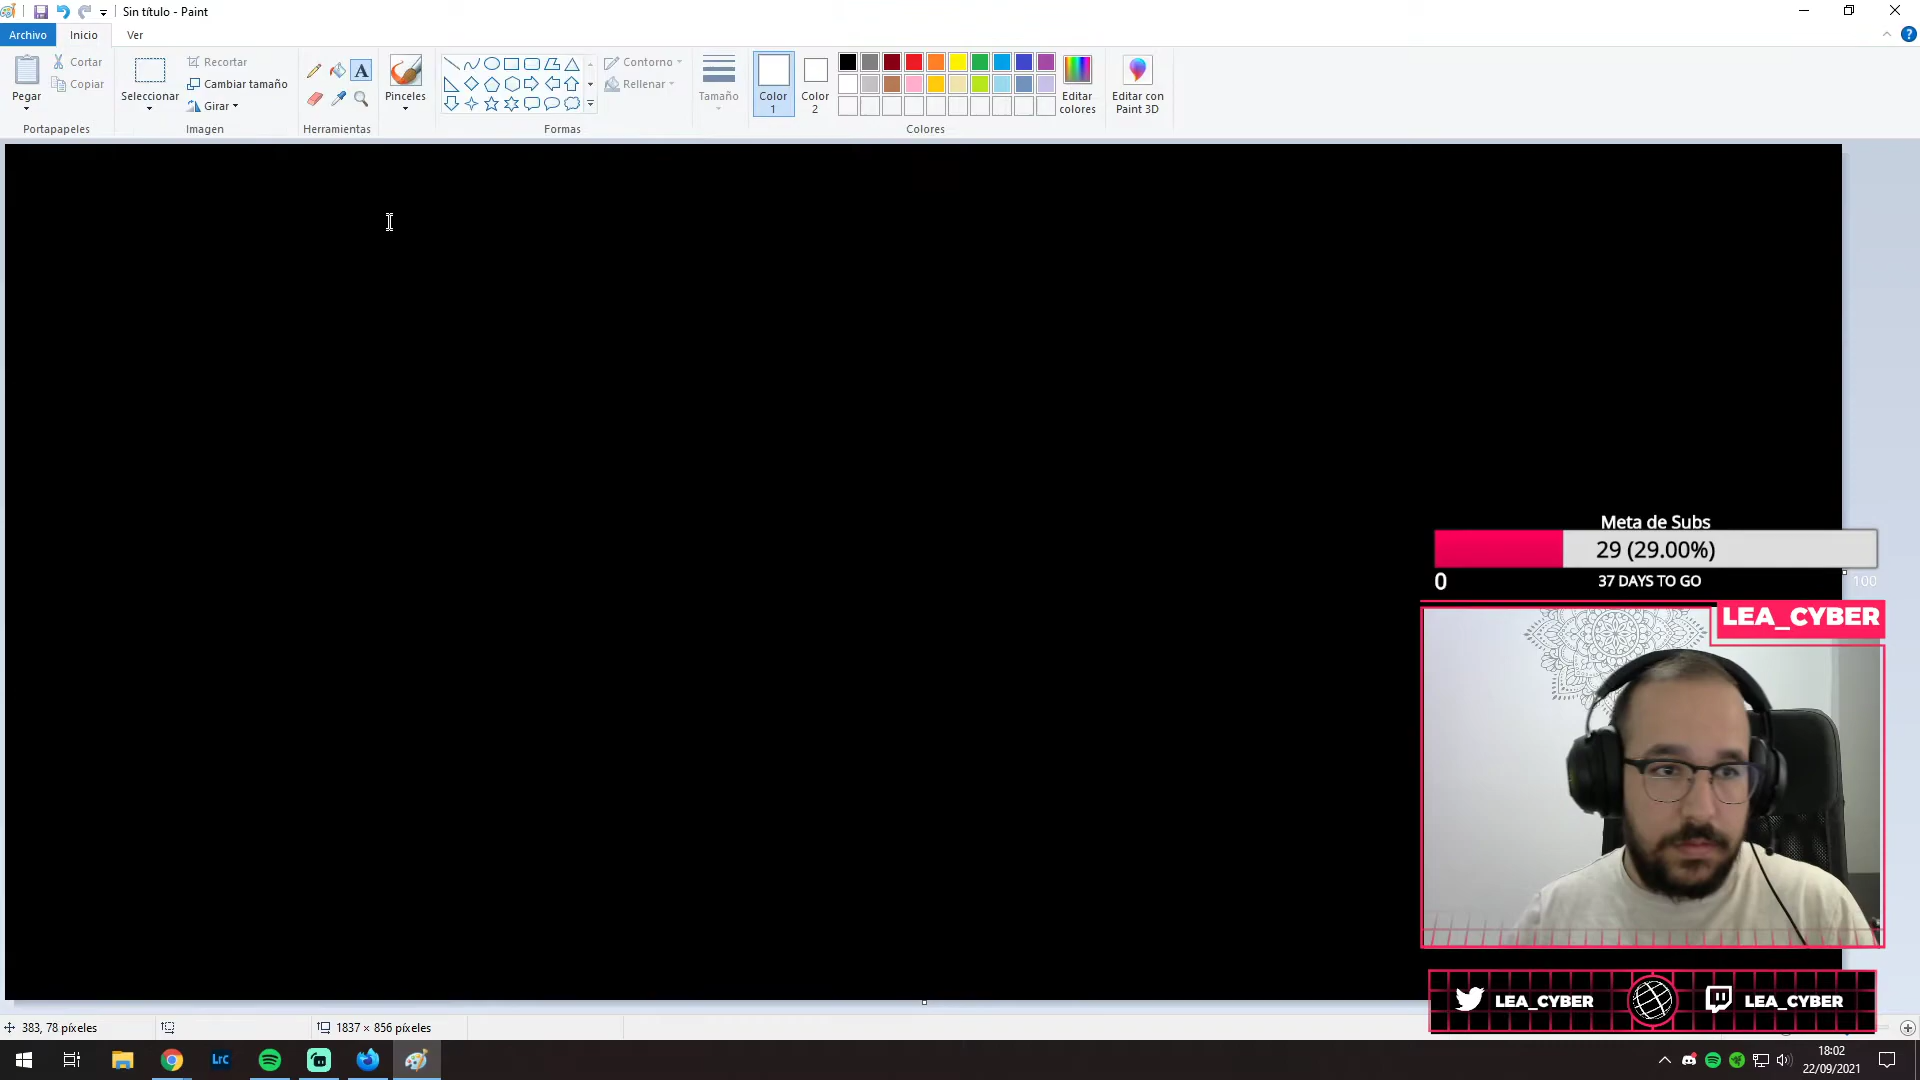 Sin título - Paint
Archivo
Inicio
Ver
Pegar
Cortar
Copiar
Portapapeles
Seleccionar
Recortar
Cambiar tamaño
Girar
Imagen
A
Herramientas
Pinceles
Contorno
Rellenar
Formas
Tamaño
Color
1
Color
2
Colores
Editar
colores
Editar con
Paint 3D
Meta de Subs
29 (29.00%)
0
37 DAYS TO GO
100
LEA_CYBER
LEA_CYBER
LEA_CYBER
383, 78 píxeles
1837 × 856 píxeles
Lrc
18:02
22/09/2021